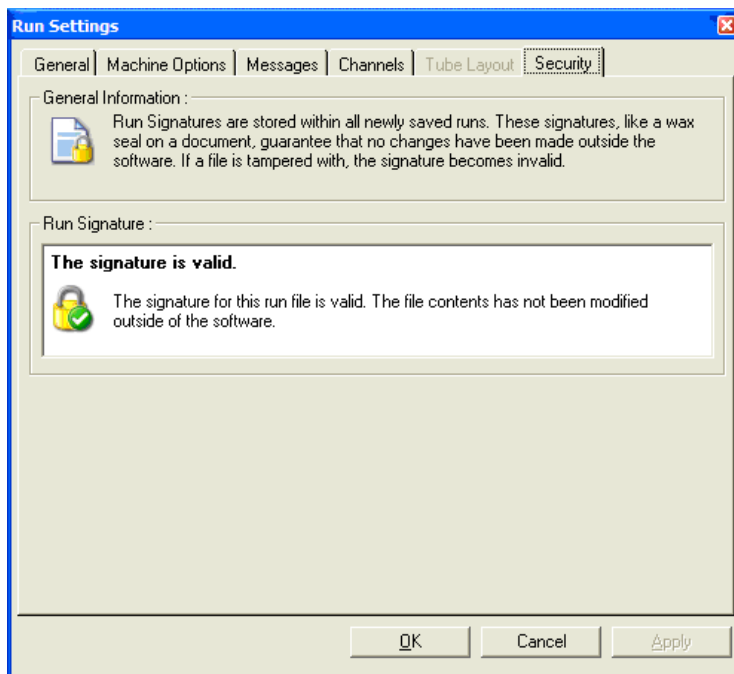 Run Settings
General Machine Options Messages Channels Tube Layout Security
General Information :
Run Signatures are stored within all newly saved runs. These signatures, like a wax
seal on a document, guarantee that no changes have been made outside the
software. If a file is tampered with, the signature becomes invalid.
Run Signature :
The signature is valid.
The signature for this run file is valid. The file contents has not been modified
outside of the software.
OK Cancel Apply